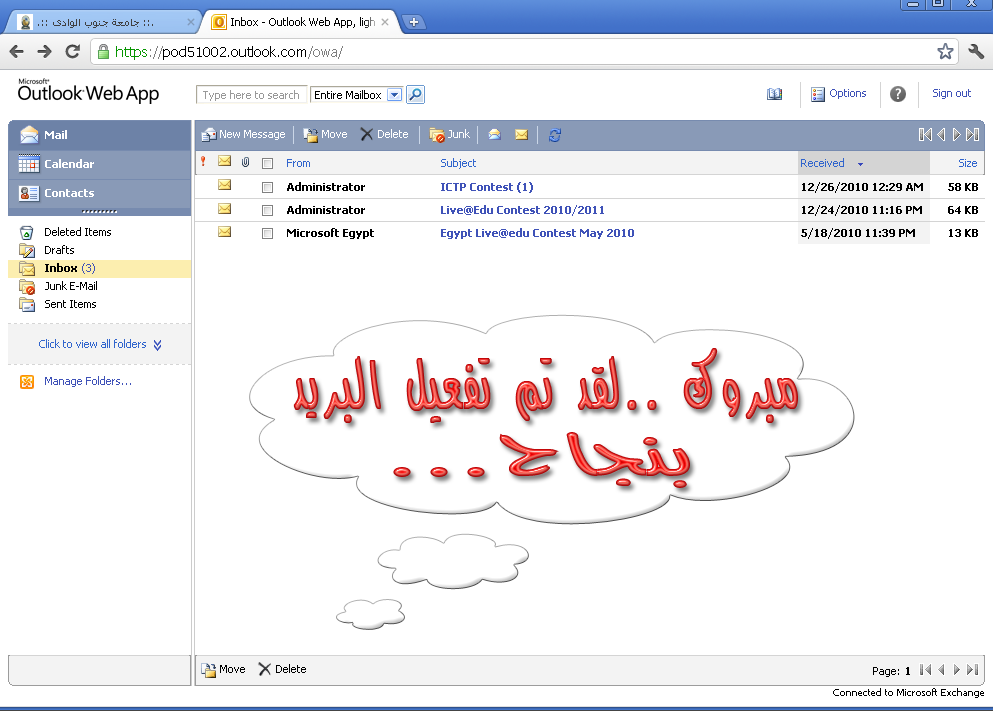 .:: جامعة جنوب الوادى ::.
Inbox - Outlook Web App, ligh
https://pod51002.outlook.com/owa/
Microsoft®
Outlook Web App
Type here to search
Entire Mailbox
Options
Sign out
Mail
Calendar
Contacts
Deleted Items
Drafts
Inbox (3)
Junk E-Mail
Sent Items
Click to view all folders
Manage Folders...
New Message Move Delete Junk
From Subject Received Size
Administrator ICTP Contest (1) 12/26/2010 12:29 AM 58 KB
Administrator Live@Edu Contest 2010/2011 12/24/2010 11:16 PM 64 KB
Microsoft Egypt Egypt Live@edu Contest May 2010 5/18/2010 11:39 PM 13 KB
مبروك ..لقد تم تفعيل البريد
بنجاح...
Move Delete
Page: 1
Connected to Microsoft Exchange